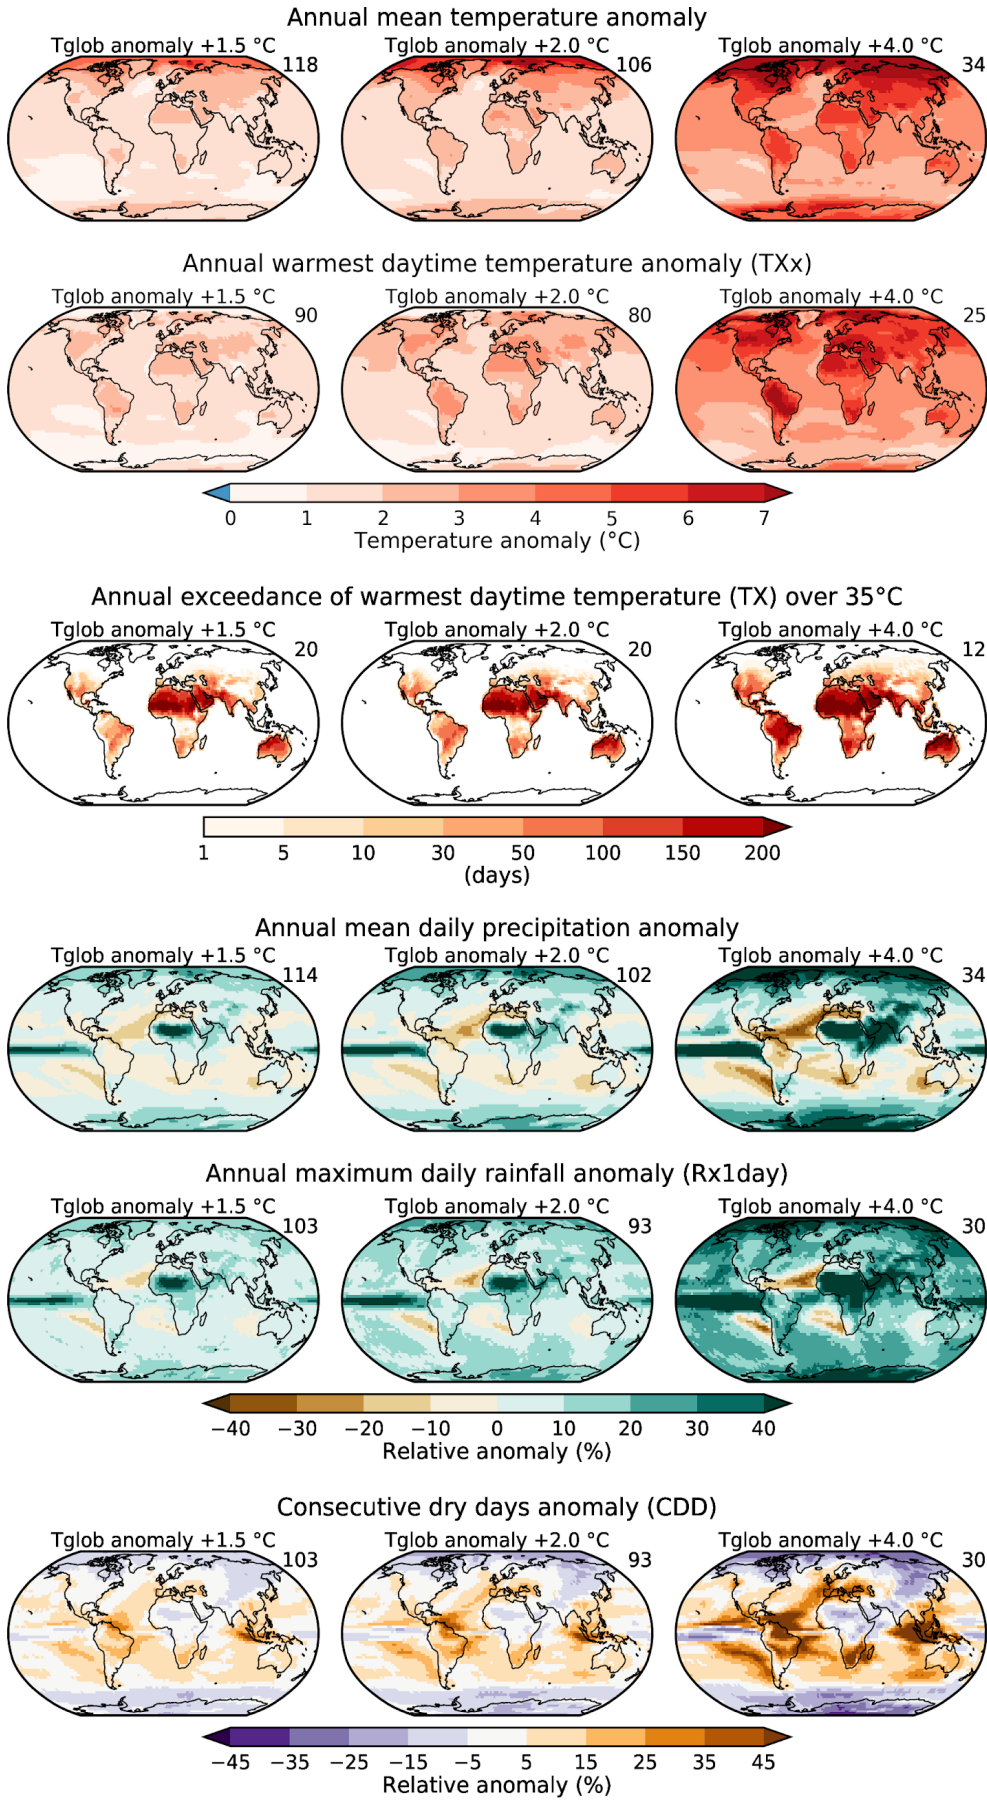 Annual mean temperature anomaly
Tglob anomaly +1.5 °C
118
Tglob anomaly +2.0 °C
106
Tglob anomaly +4.0 °C
34
Annual warmest daytime temperature anomaly (TXx)
Tglob anomaly +1.5 °C
90
Tglob anomaly +2.0 °C
80
Tglob anomaly +4.0 °C
25
0 1 2 3 4 5 6 7
Temperature anomaly (°C)
Annual exceedance of warmest daytime temperature (TX) over 35°C
Tglob anomaly +1.5 °C
20
Tglob anomaly +2.0 °C
20
Tglob anomaly +4.0 °C
12
1 5 10 30 50 100 150 200
(days)
Annual mean daily precipitation anomaly
Tglob anomaly +1.5 °C
114
Tglob anomaly +2.0 °C
102
Tglob anomaly +4.0 °C
34
Annual maximum daily rainfall anomaly (Rx1day)
Tglob anomaly +1.5 °C
103
Tglob anomaly +2.0 °C
93
Tglob anomaly +4.0 °C
30
−40 −30 −20 −10 0 10 20 30 40
Relative anomaly (%)
Consecutive dry days anomaly (CDD)
Tglob anomaly +1.5 °C
103
Tglob anomaly +2.0 °C
93
Tglob anomaly +4.0 °C
30
−45 −35 −25 −15 −5 5 15 25 35 45
Relative anomaly (%)